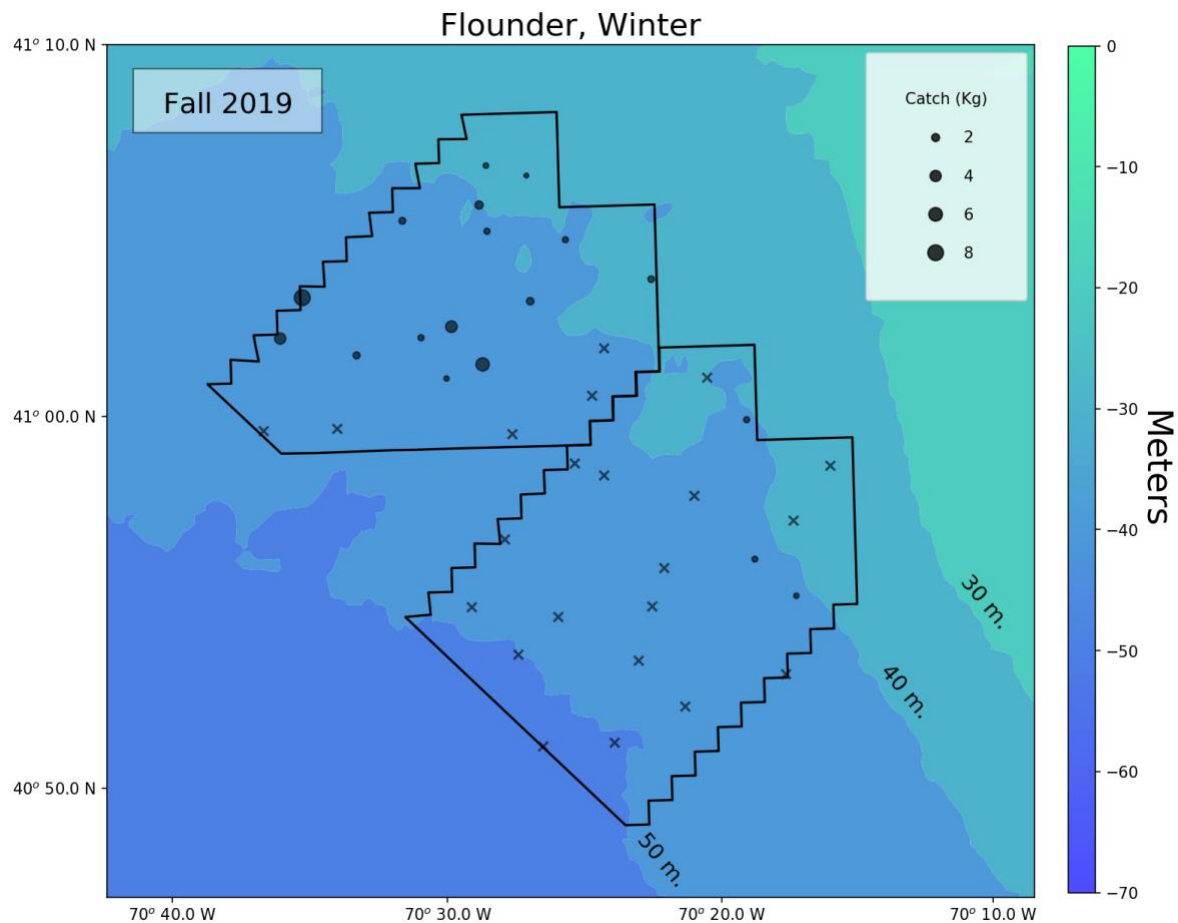 Flounder, Winter
41° 10.0 N
41° 00.0 N
40° 50.0 N
Fall 2019
Catch (Kg)
2
4
6
8
30 m.
40 m.
50 m.
70° 40.0 W
70° 30.0 W
70° 20.0 W
70° 10.0 W
0
−10
−20
−30
−40
−50
−60
−70
Meters